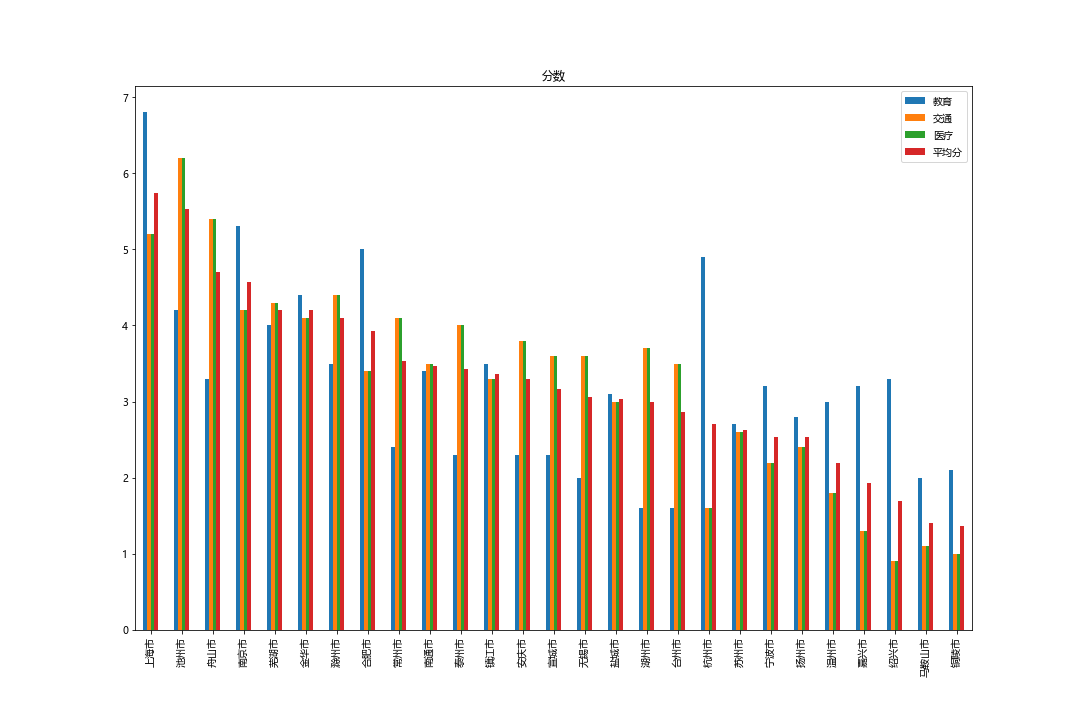 分数
教育
交通
医疗
平均分
7
6
5
4
3
2
1
0
上海市
池州市
舟山市
南京市
芜湖市
金华市
滁州市
合肥市
常州市
南通市
泰州市
镇江市
安庆市
宣城市
无锡市
盐城市
湖州市
台州市
杭州市
苏州市
宁波市
扬州市
温州市
嘉兴市
绍兴市
马鞍山市
铜陵市